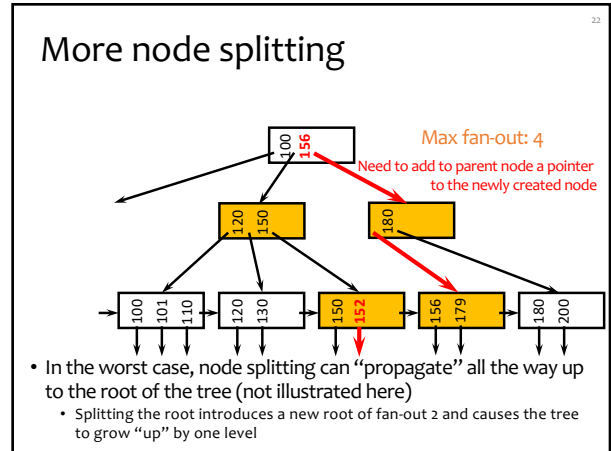 22
More node splitting
100 156
Max fan-out: 4
Need to add to parent node a pointer
to the newly created node
120 150
180
100 101 110
120 130
150 152
156 179
180 200
• In the worst case, node splitting can “propagate” all the way up
to the root of the tree (not illustrated here)
• Splitting the root introduces a new root of fan-out 2 and causes the tree
to grow “up” by one level